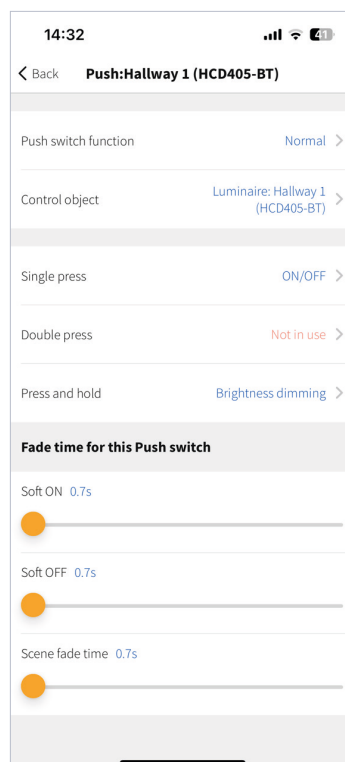 14:32
41
Back Push:Hallway 1 (HCD405-BT)
Push switch function Normal
Control object Luminaire: Hallway 1
(HCD405-BT)
Single press ON/OFF
Double press Not in use
Press and hold Brightness dimming
Fade time for this Push switch
Soft ON 0.7s
Soft OFF 0.7s
Scene fade time 0.7s